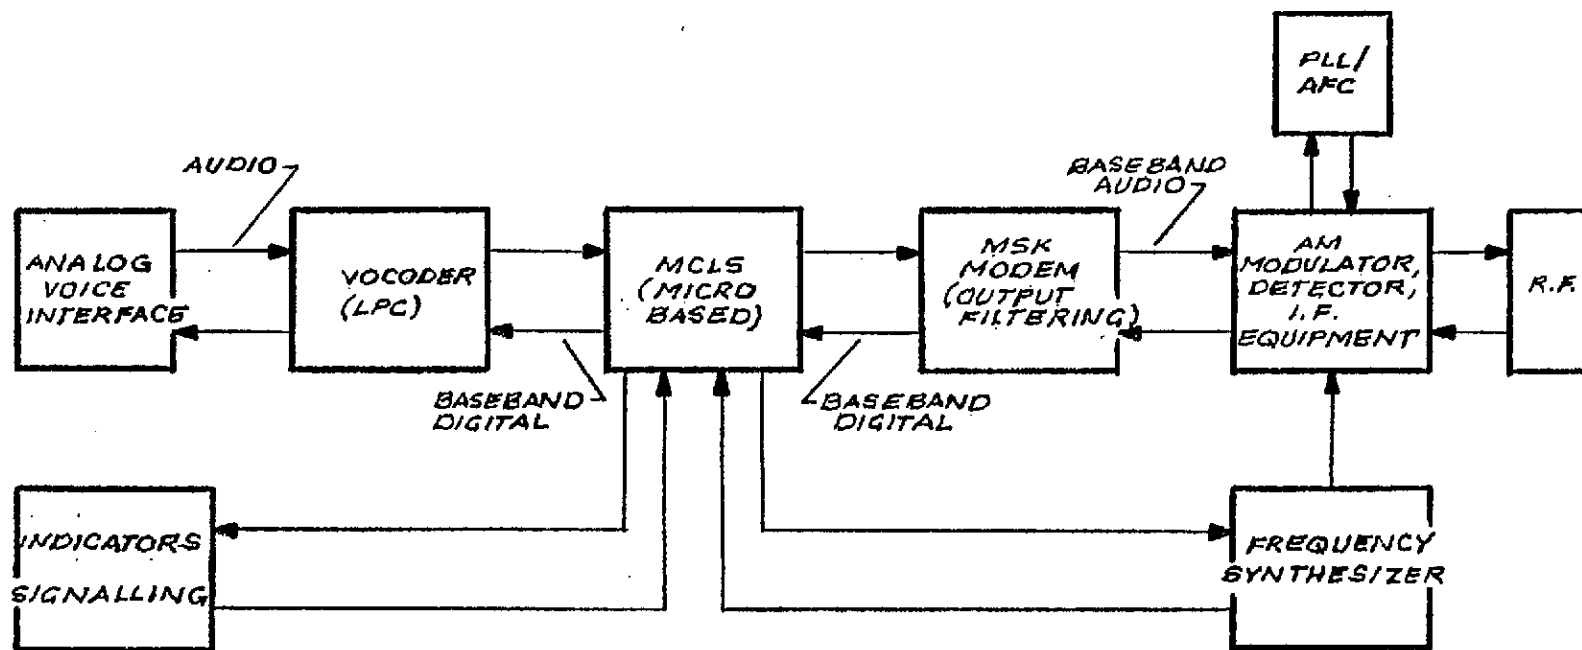 PLL/
AFC
AUDIO
BASEBAND
AUDIO
ANALOG
VOICE
INTERFACE
VOCODER
(LPC)
MCLS
(MICRO
BASED)
MSK
MODEM
(OUTPUT
FILTERING)
AM
MODULATOR,
DETECTOR,
I.F.
EQUIPMENT
R.F.
BASEBAND
DIGITAL
BASEBAND
DIGITAL
INDICATORS
SIGNALLING
FREQUENCY
SYNTHESIZER